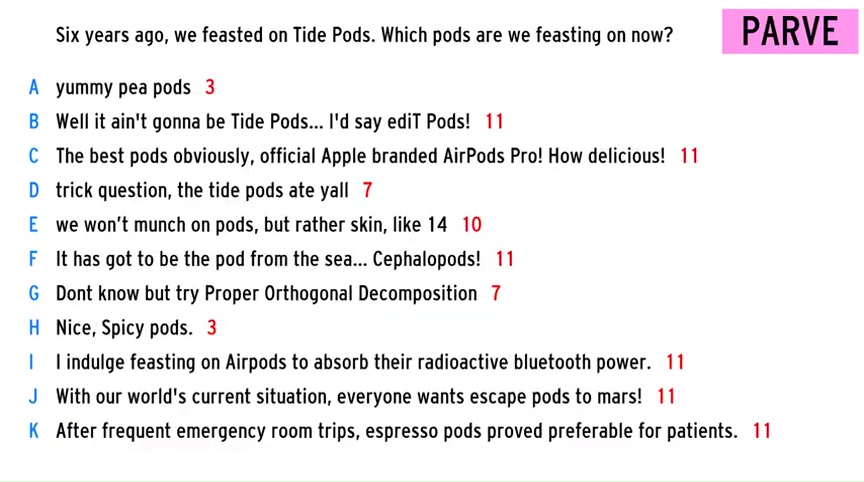 Six years ago, we feasted on Tide Pods. Which pods are we feasting on now?
PARVE
A yummy pea pods 3
B Well it ain't gonna be Tide Pods... I'd say ediT Pods! 11
C The best pods obviously, official Apple branded AirPods Pro! How delicious! 11
D trick question, the tide pods ate yall 7
E we won't munch on pods, but rather skin, like 14 10
F It has got to be the pod from the sea... Cephalopods! 11
G Dont know but try Proper Orthogonal Decomposition 7
H Nice, Spicy pods. 3
I I indulge feasting on Airpods to absorb their radioactive bluetooth power. 11
J With our world's current situation, everyone wants escape pods to mars! 11
K After frequent emergency room trips, espresso pods proved preferable for patients. 11